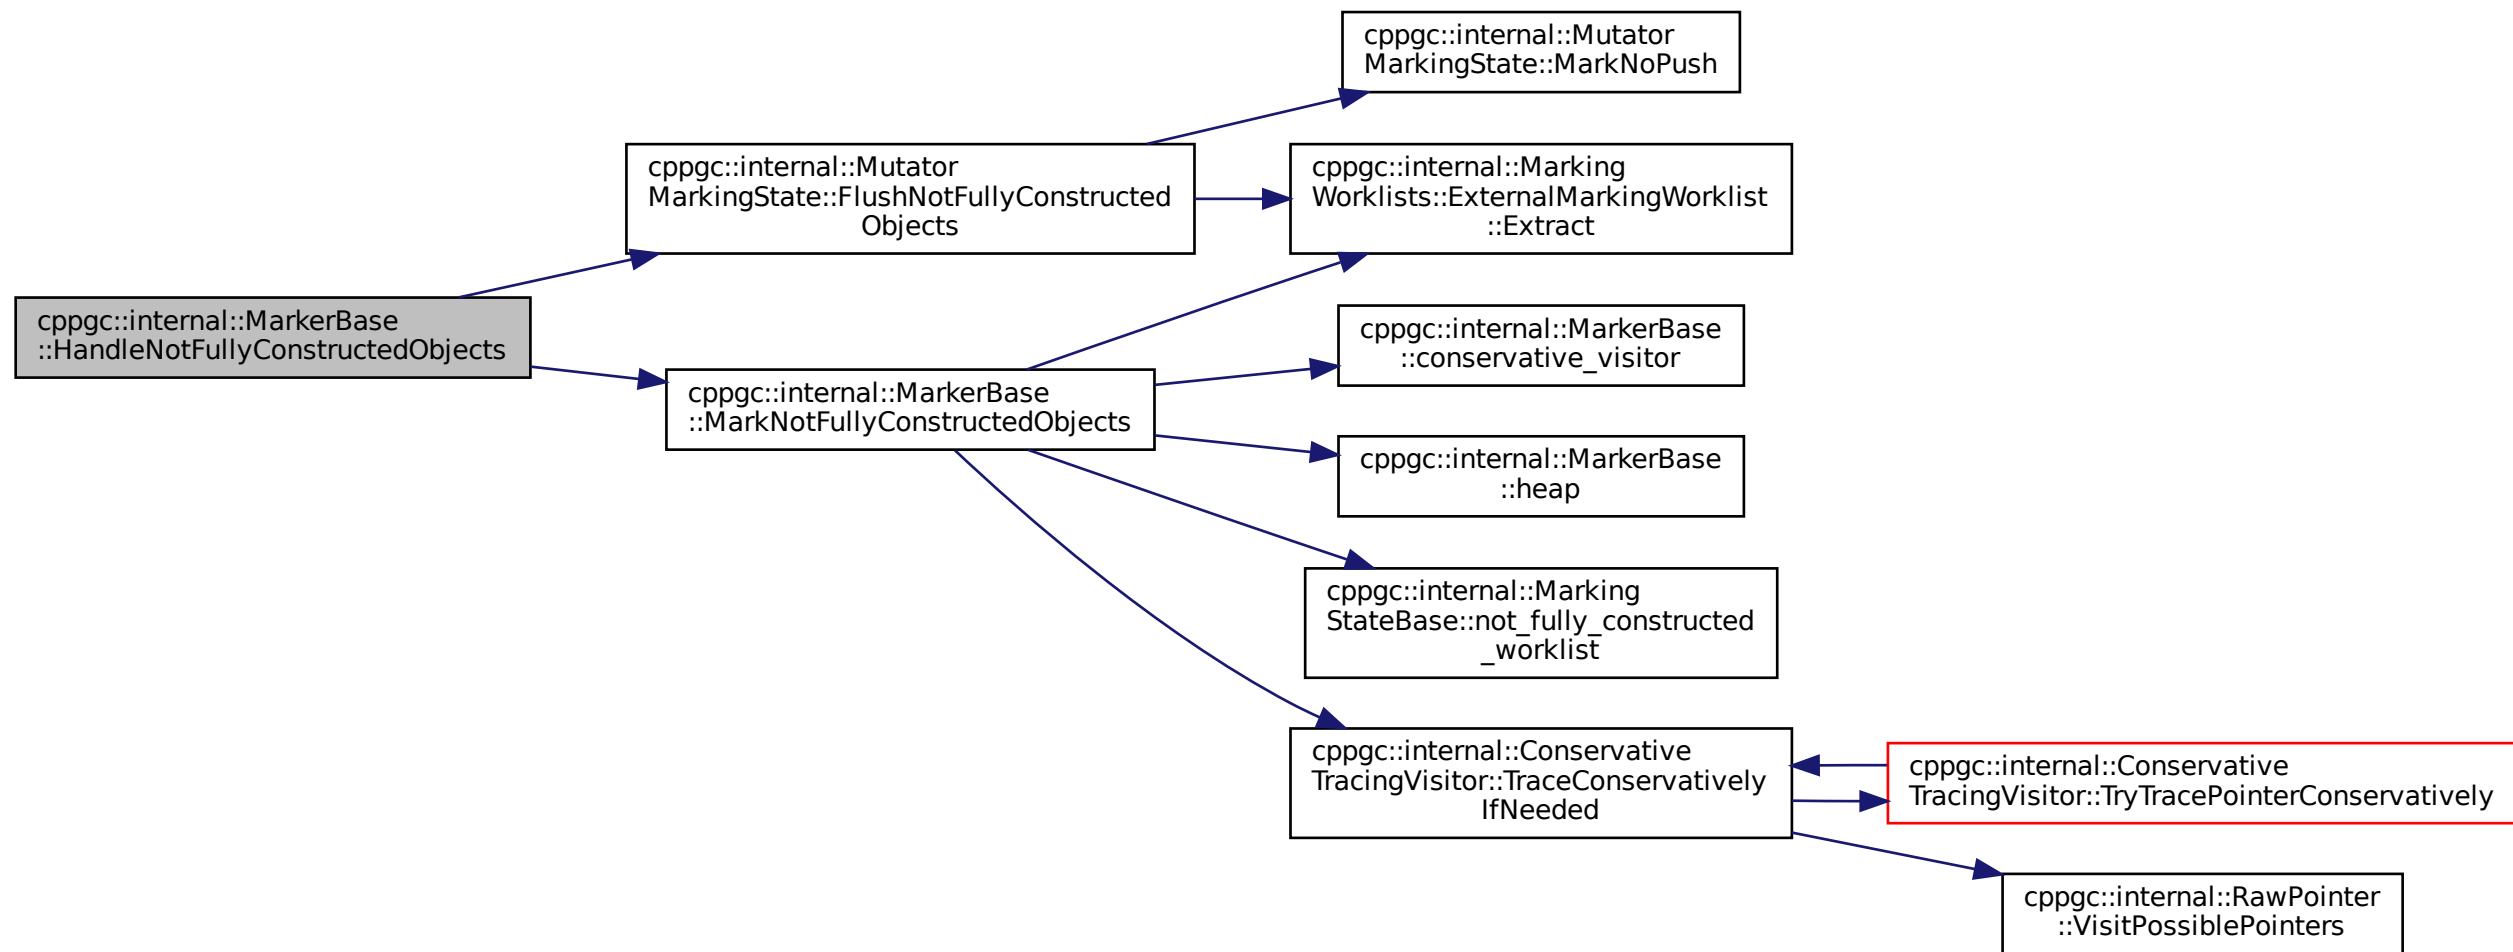 cppgc::internal::Mutator
MarkingState::MarkNoPush
cppgc::internal::Mutator
MarkingState::FlushNotFullyConstructed
Objects
cppgc::internal::Marking
Worklists::ExternalMarkingWorklist
::Extract
cppgc::internal::MarkerBase
::HandleNotFullyConstructedObjects
cppgc::internal::MarkerBase
::conservative_visitor
cppgc::internal::MarkerBase
::MarkNotFullyConstructedObjects
cppgc::internal::MarkerBase
::heap
cppgc::internal::Marking
StateBase::not_fully_constructed
_worklist
cppgc::internal::Conservative
TracingVisitor::TraceConservatively
IfNeeded
cppgc::internal::Conservative
TracingVisitor::TryTracePointerConservatively
cppgc::internal::RawPointer
::VisitPossiblePointers